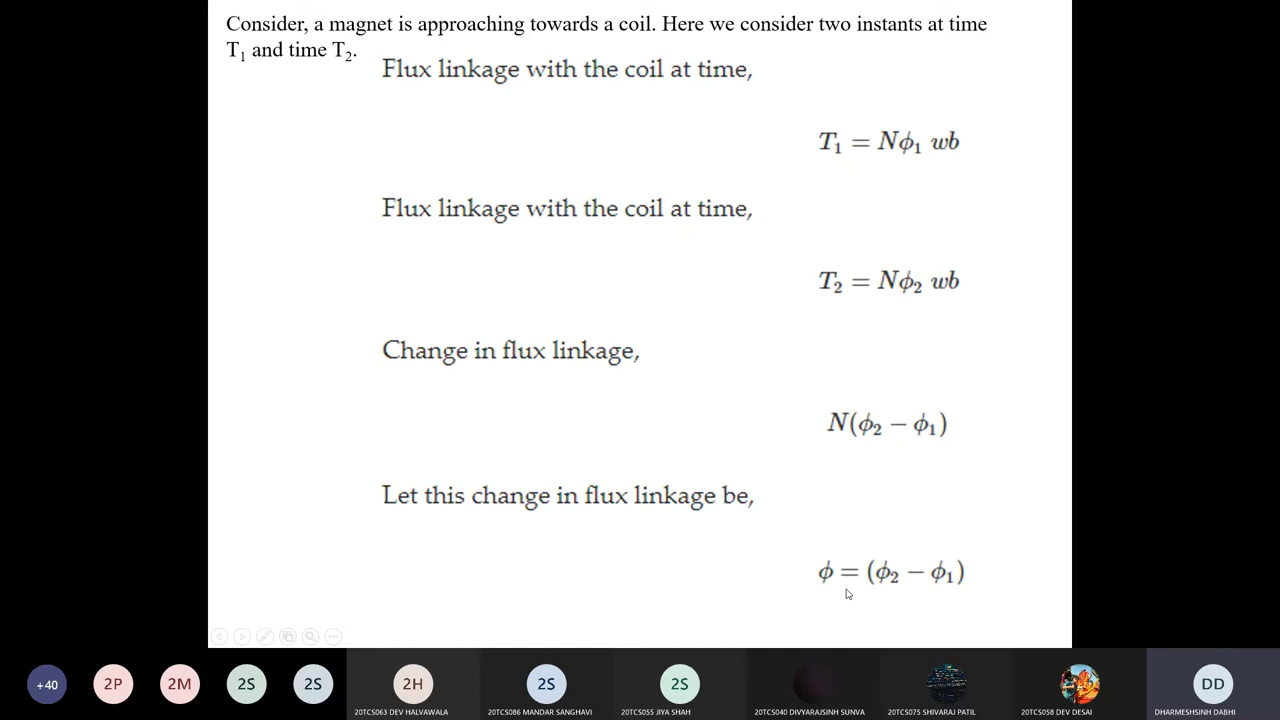 Consider, a magnet is approaching towards a coil. Here we consider two instants at time
T₁ and time T₂.
Flux linkage with the coil at time,
T₁ = Nϕ₁ wb
Flux linkage with the coil at time,
T₂ = Nϕ₂ wb
Change in flux linkage,
N(ϕ₂ − ϕ₁)
Let this change in flux linkage be,
ϕ = (ϕ₂ − ϕ₁)
+40
2P
2M
2S
2S
2H
2S
2S
DD
20TCS063 DEV HALVAWALA
20TCS086 MANDAR SANGHAVI
20TCS055 JIYA SHAH
20TCS040 DIVYARAJSINH SUNVA
20TCS075 SHIVARAJ PATIL
20TCS058 DEV DESAI
DHARMESHSINH DABHI